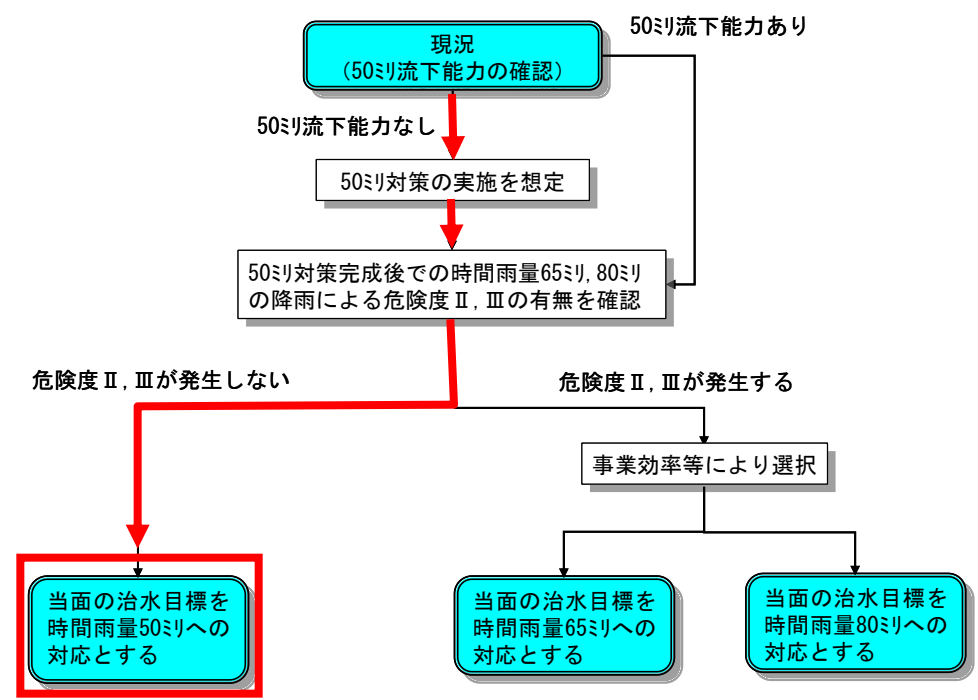 50ﾐﾘ流下能力あり
現況
(50ﾐﾘ流下能力の確認)
50ﾐﾘ流下能力なし
50ﾐﾘ対策の実施を想定
50ﾐﾘ対策完成後での時間雨量65ﾐﾘ,80ﾐﾘ
の降雨による危険度Ⅱ,Ⅲの有無を確認
危険度Ⅱ,Ⅲが発生しない
危険度Ⅱ,Ⅲが発生する
事業効率等により選択
当面の治水目標を
時間雨量50ﾐﾘへの
対応とする
当面の治水目標を
時間雨量65ﾐﾘへの
対応とする
当面の治水目標を
時間雨量80ﾐﾘへの
対応とする